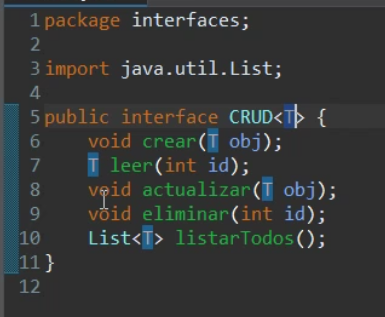 1 package interfaces;
2
3 import java.util.List;
4
5 public interface CRUD<T> {
6     void crear(T obj);
7     T leer(int id);
8     void actualizar(T obj);
9     void eliminar(int id);
10     List<T> listarTodos();
11 }
12